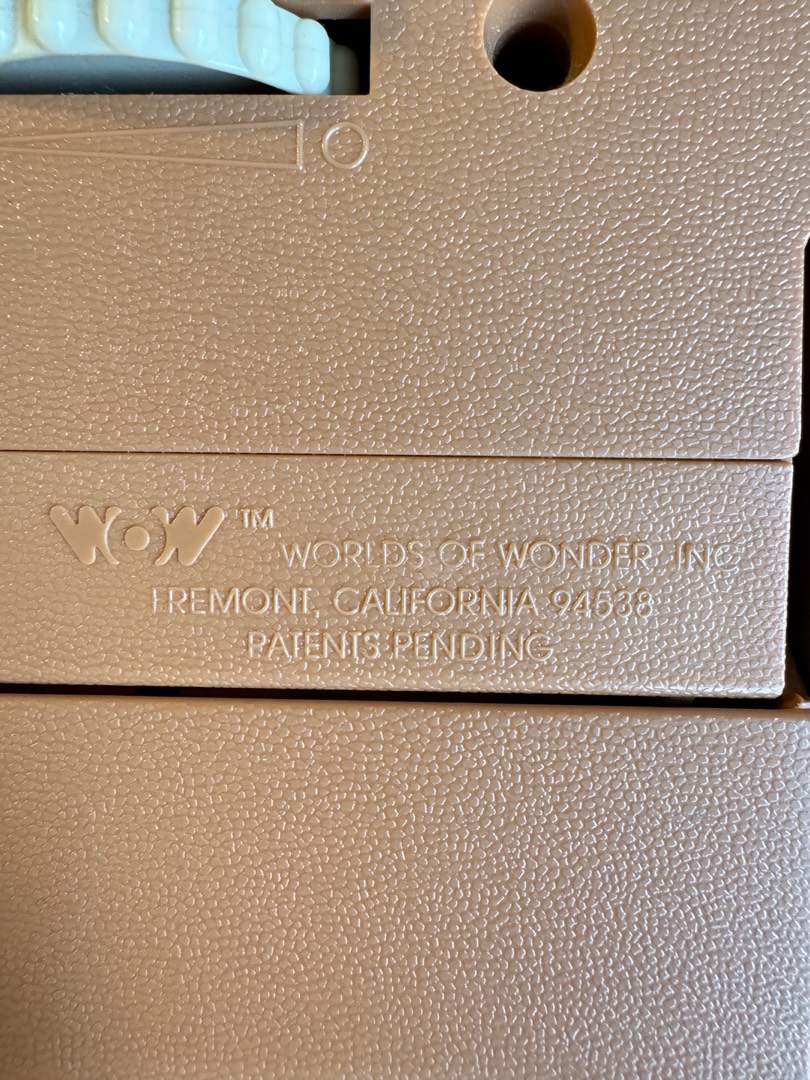 WOW™ WORLDS OF WONDER, INC.
FREMONT, CALIFORNIA 94538
PATENTS PENDING